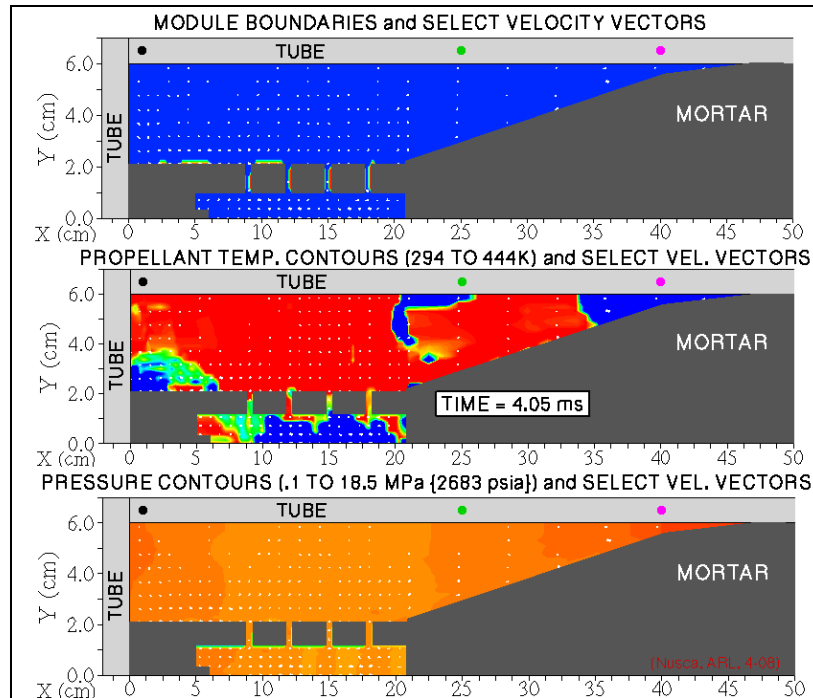 MODULE BOUNDARIES and SELECT VELOCITY VECTORS
TUBE
6.0
4.0
2.0
0.0
Y (cm)
TUBE
MORTAR
X (cm) 0 5 10 15 20 25 30 35 40 45 50
PROPELLANT TEMP. CONTOURS (294 TO 444K) and SELECT VEL. VECTORS
TUBE
6.0
4.0
2.0
0.0
Y (cm)
TUBE
MORTAR
TIME = 4.05 ms
X (cm) 0 5 10 15 20 25 30 35 40 45 50
PRESSURE CONTOURS (.1 TO 18.5 MPa {2683 psia}) and SELECT VEL. VECTORS
TUBE
6.0
4.0
2.0
0.0
Y (cm)
TUBE
MORTAR
(Nusca, ARL, 4-08)
X (cm) 0 5 10 15 20 25 30 35 40 45 50